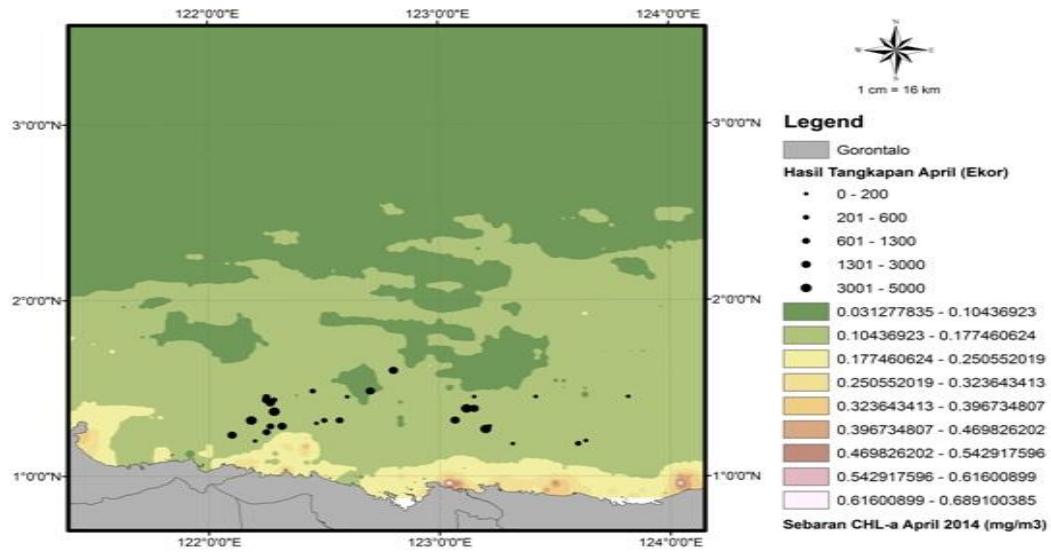 122°0'0"E
123°0'0"E
124°0'0"E
3°0'0"N
3°0'0"N
2°0'0"N
2°0'0"N
1°0'0"N
1°0'0"N
122°0'0"E
123°0'0"E
124°0'0"E
N
W
E
S
1 cm = 16 km
Legend
Gorontalo
Hasil Tangkapan April (Ekor)
0 - 200
201 - 600
601 - 1300
1301 - 3000
3001 - 5000
0.031277835 - 0.10436923
0.10436923 - 0.177460624
0.177460624 - 0.250552019
0.250552019 - 0.323643413
0.323643413 - 0.396734807
0.396734807 - 0.469826202
0.469826202 - 0.542917596
0.542917596 - 0.61600899
0.61600899 - 0.689100385
Sebaran CHL-a April 2014 (mg/m3)